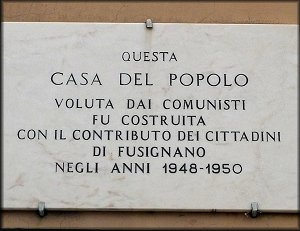 QUESTA
CASA DEL POPOLO
VOLUTA DAI COMUNISTI
FU COSTRUITA
CON IL CONTRIBUTO DEI CITTADINI
DI FUSIGNANO
NEGLI ANNI 1948-1950